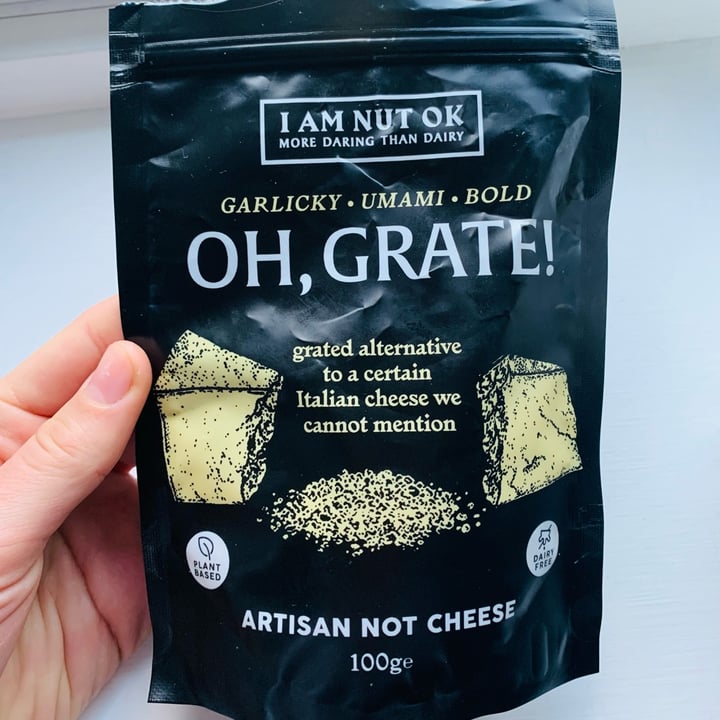 I AM NUT OK
MORE DARING THAN DAIRY
GARLICKY • UMAMI • BOLD
OH, GRATE!
grated alternative
to a certain
Italian cheese we
cannot mention
PLANT
BASED
DAIRY
FREE
ARTISAN NOT CHEESE
100ge